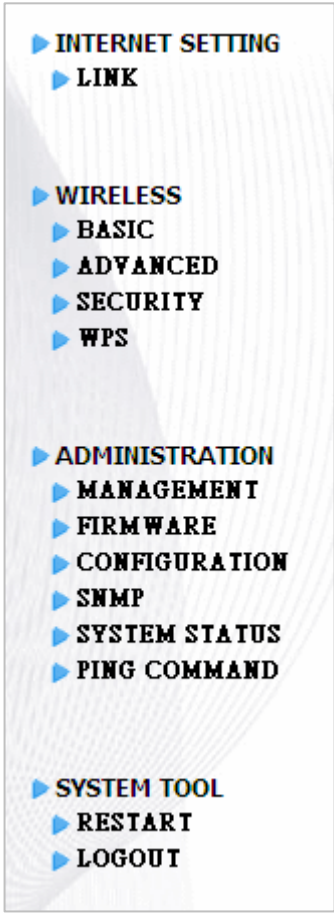 INTERNET SETTING
LINK
WIRELESS
BASIC
ADVANCED
SECURITY
WPS
ADMINISTRATION
MANAGEMENT
FIRMWARE
CONFIGURATION
SNMP
SYSTEM STATUS
PING COMMAND
SYSTEM TOOL
RESTART
LOGOUT